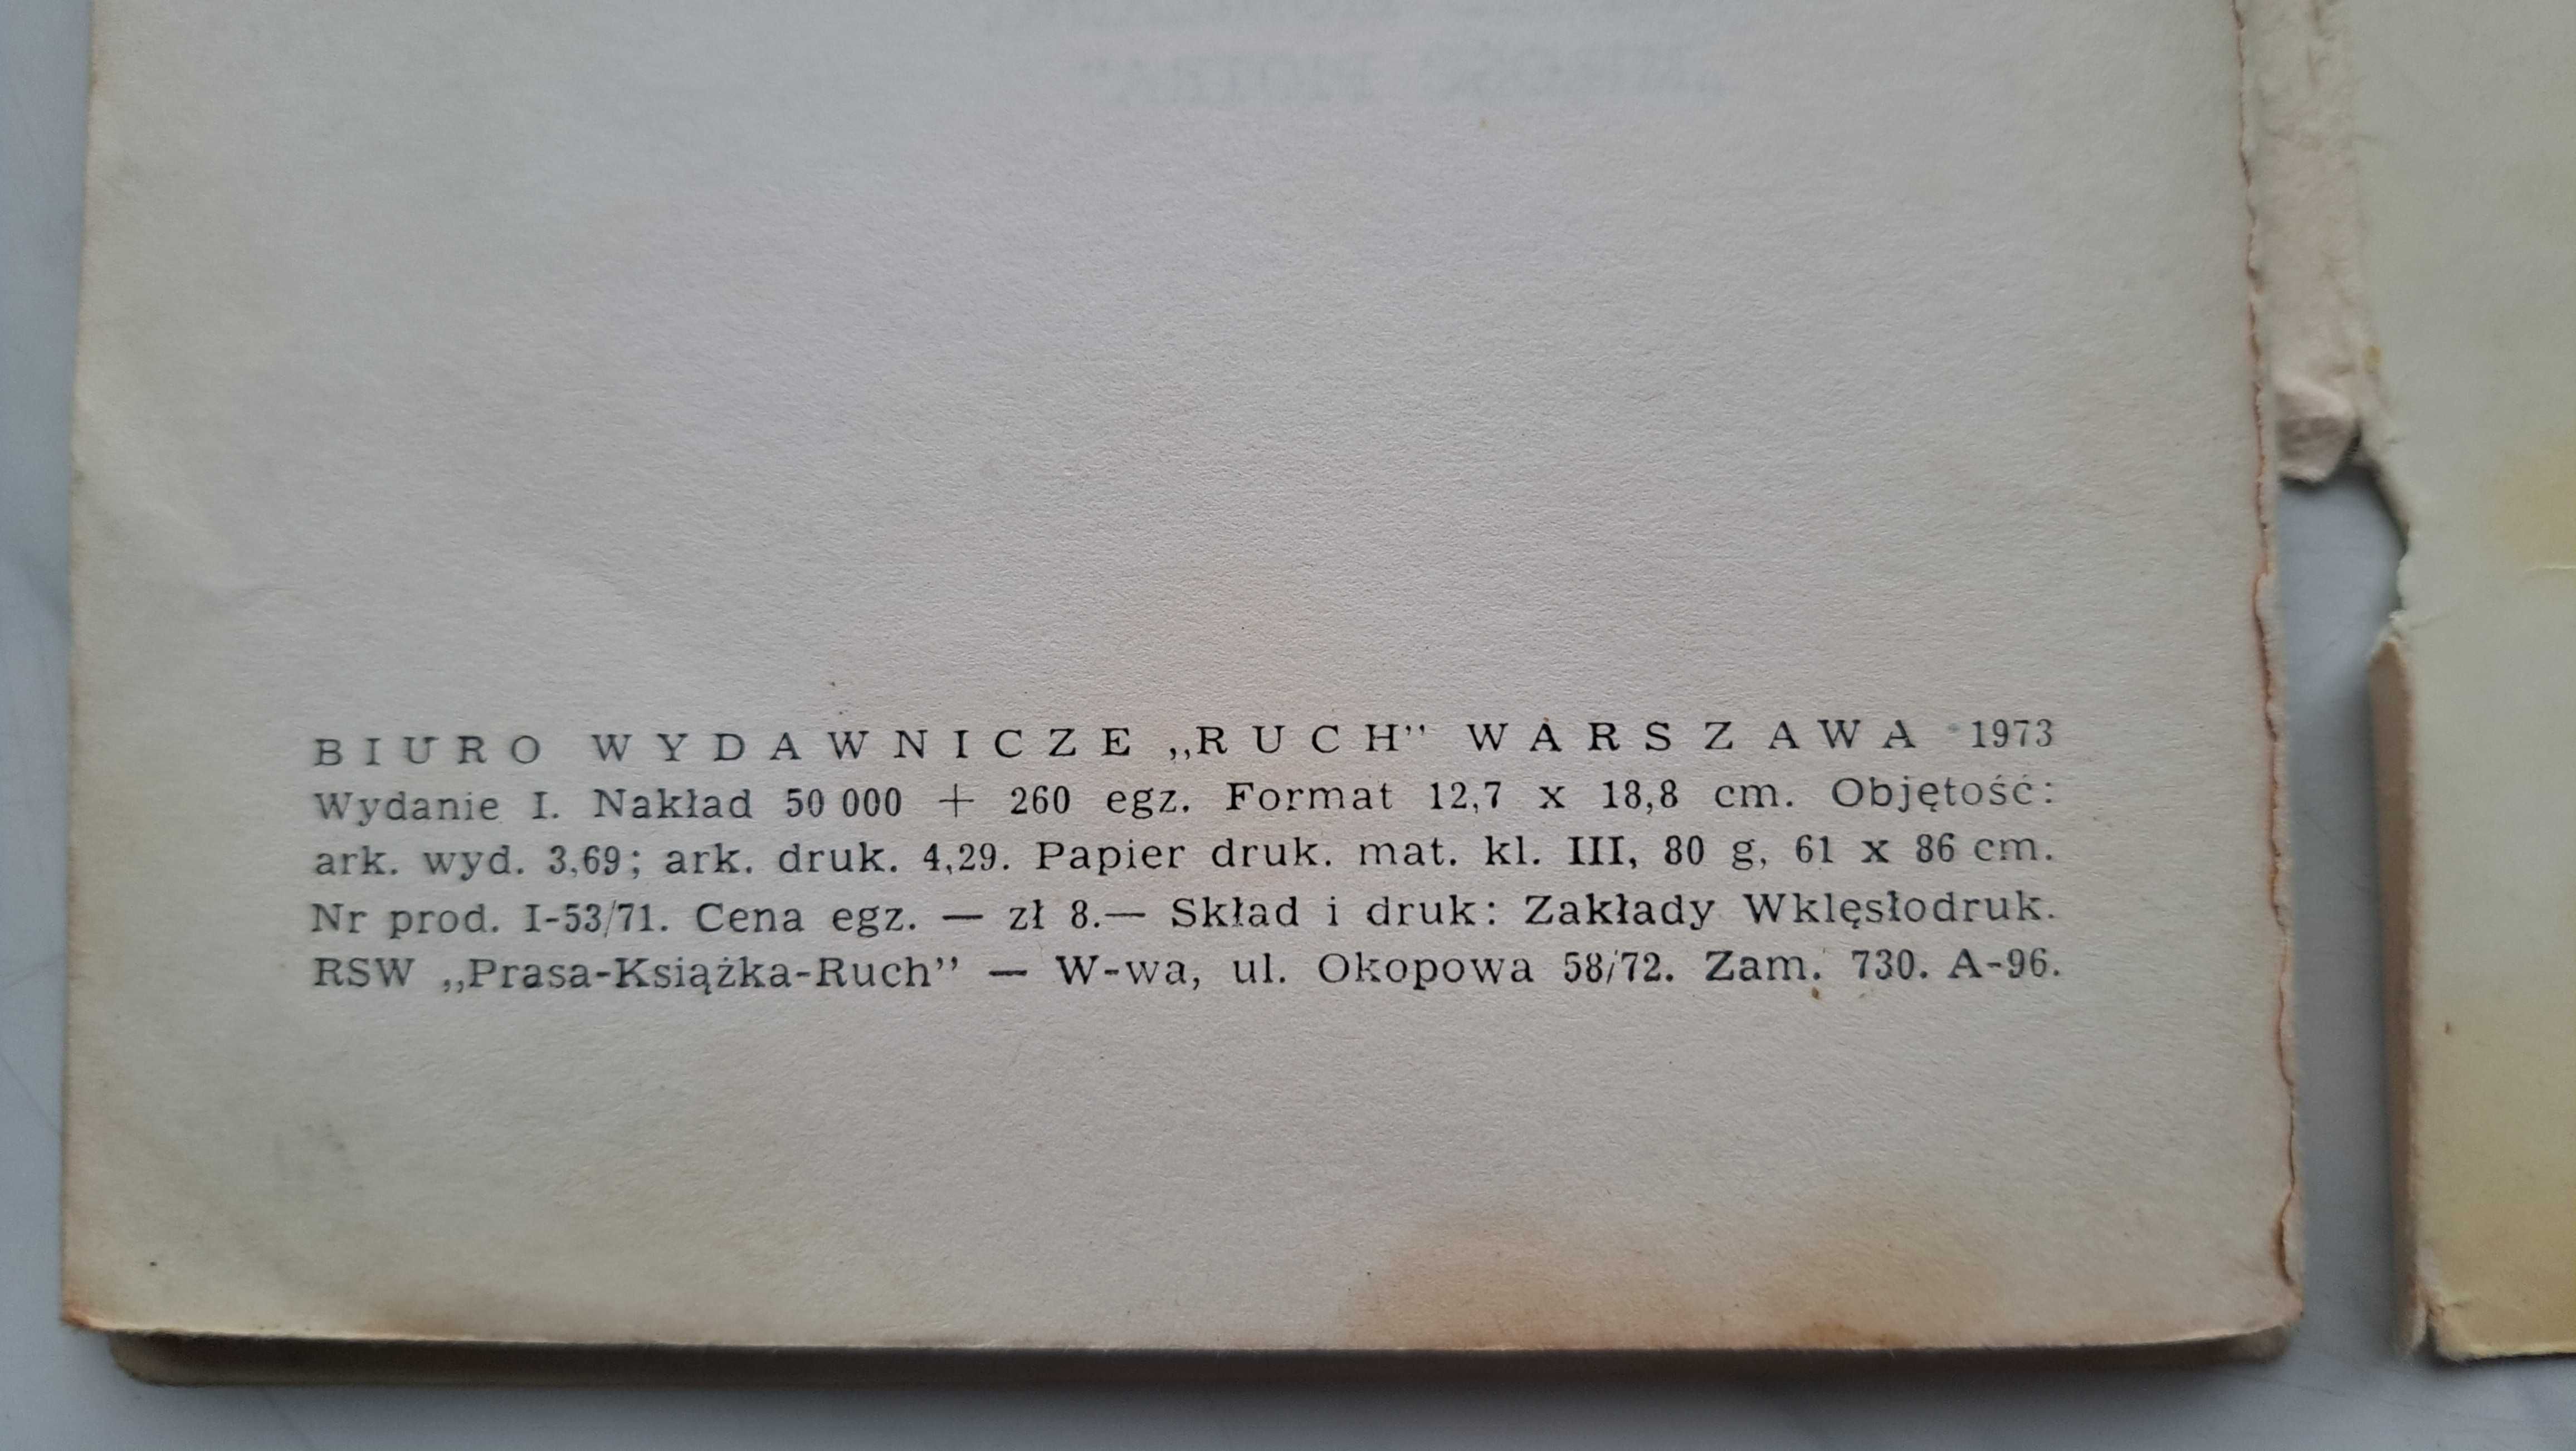 BIURO WYDAWNICZE „RUCH” WARSZAWA 1973
Wydanie I. Nakład 50 000 + 260 egz. Format 12,7 x 18,8 cm. Objętość:
ark. wyd. 3,69; ark. druk. 4,29. Papier druk. mat. kl. III, 80 g, 61 x 86 cm.
Nr prod. I-53/71. Cena egz. — zł 8.— Skład i druk: Zakłady Wklęsłodruk.
RSW „Prasa-Książka-Ruch” — W-wa, ul. Okopowa 58/72. Zam. 730. A-96.